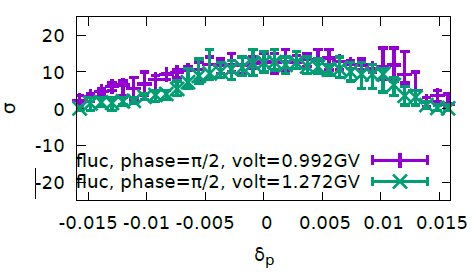 20
10
0
-10
-20
σ
fluc, phase=π/2, volt=0.992GV
fluc, phase=π/2, volt=1.272GV
-0.015 -0.01 -0.005 0 0.005 0.01 0.015
δp